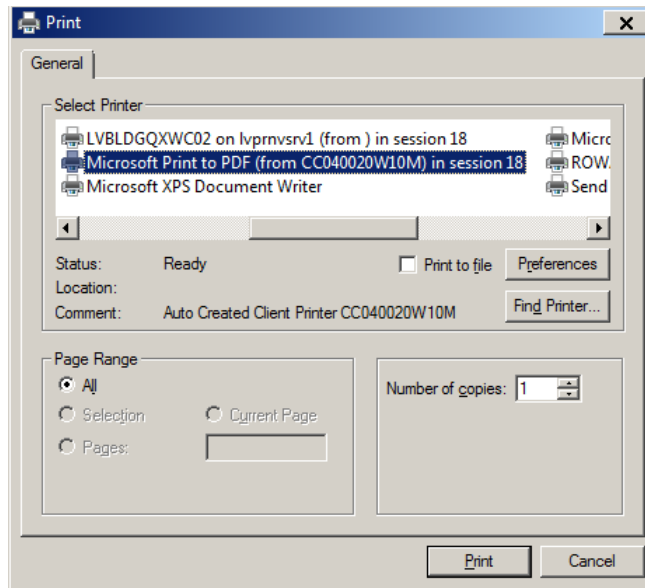 Print
General
Select Printer
LVBLDGQXWC02 on lvprnvsrv1 (from ) in session 18
Micro
Microsoft Print to PDF (from CC040020W10M) in session 18
ROW.
Microsoft XPS Document Writer
Send
Status: Ready
Print to file
Preferences
Location:
Comment: Auto Created Client Printer CC040020W10M
Find Printer...
Page Range
All
Number of copies: 1
Selection
Current Page
Pages:
Print
Cancel